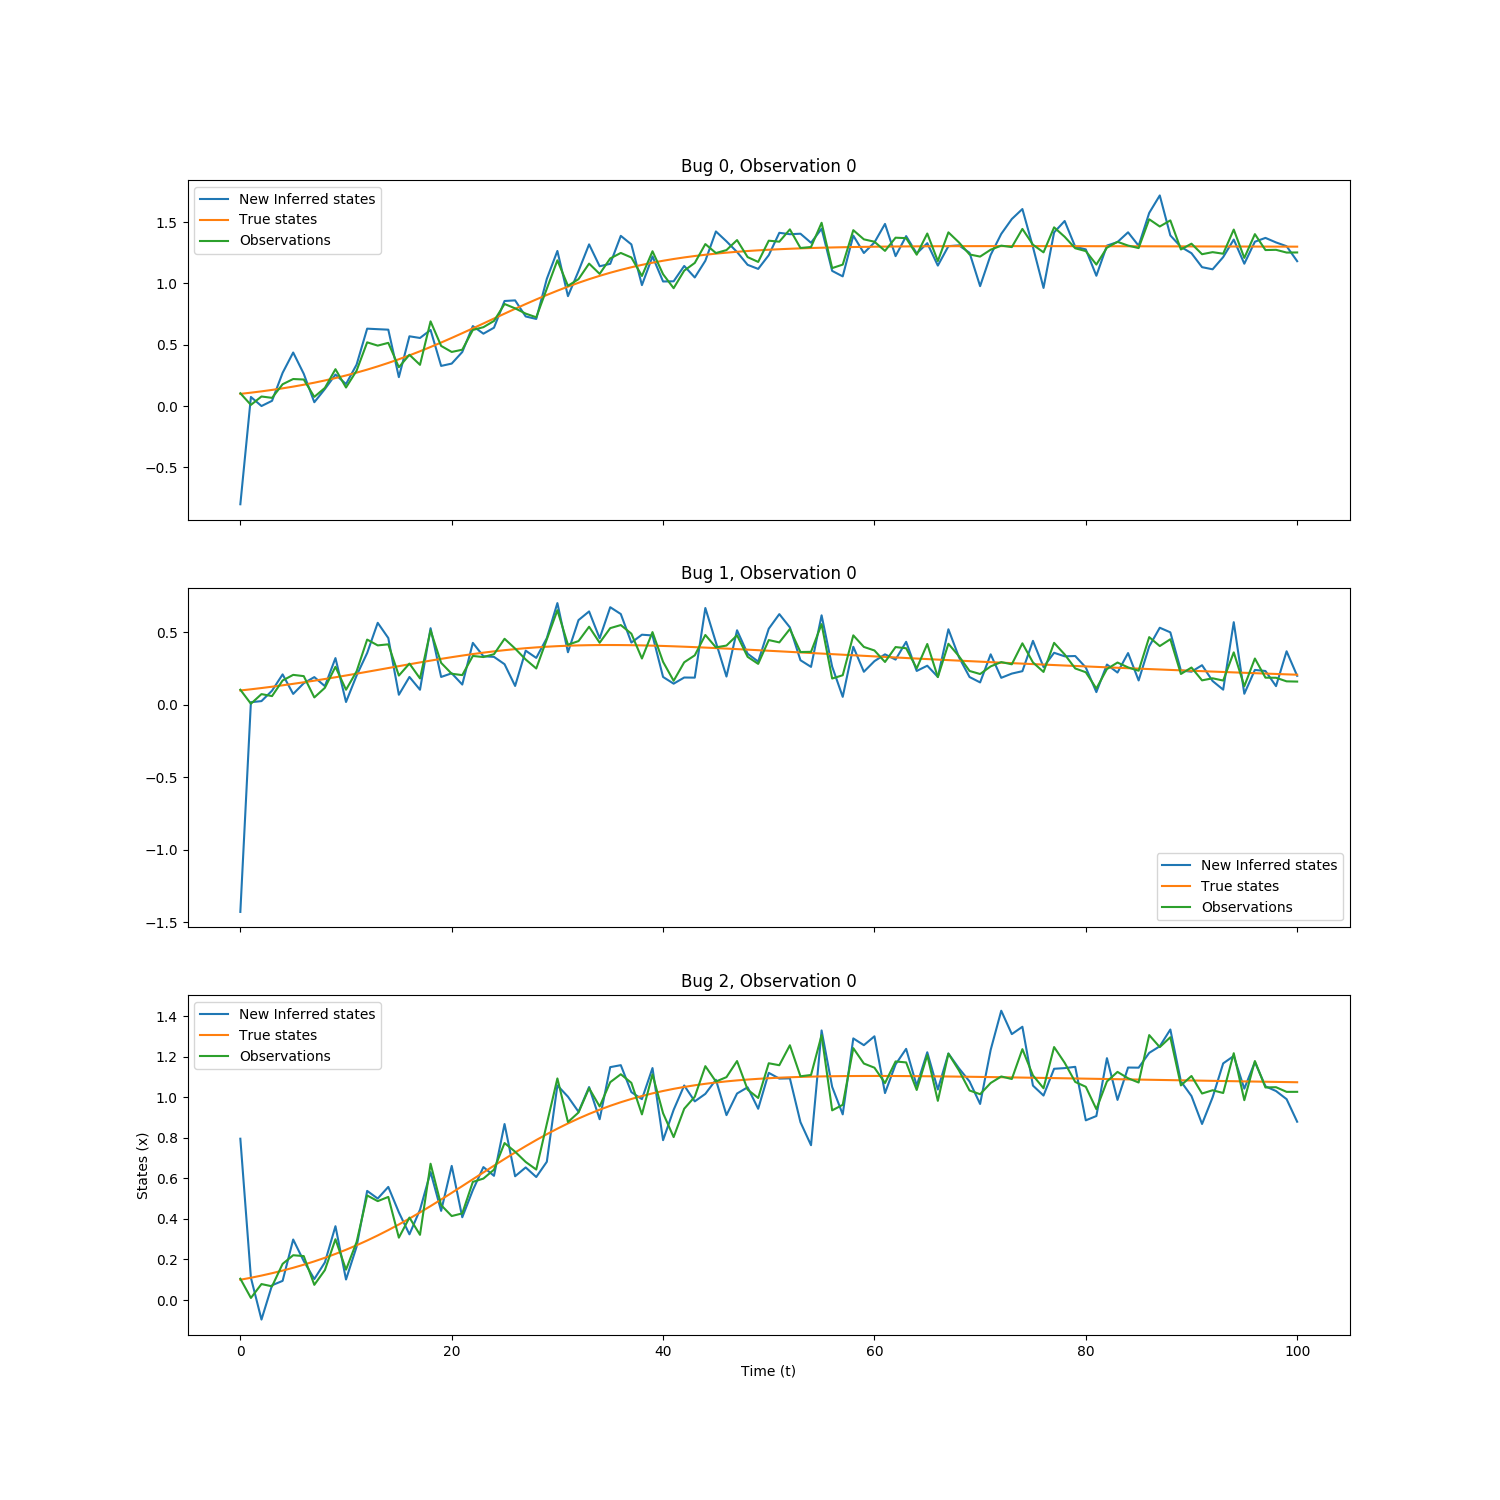 Bug 0, Observation 0
New Inferred states
True states
Observations
1.5
1.0
0.5
0.0
−0.5
Bug 1, Observation 0
0.5
0.0
−0.5
−1.0
−1.5
New Inferred states
True states
Observations
Bug 2, Observation 0
New Inferred states
True states
Observations
1.4
1.2
1.0
0.8
0.6
0.4
0.2
0.0
States (x)
0 20 40 60 80 100
Time (t)